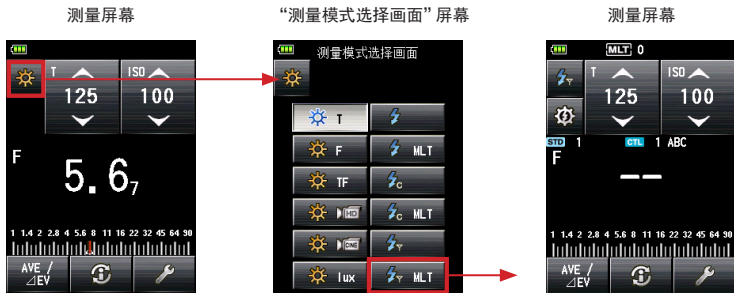 测量屏幕
“测量模式选择画面”屏幕
测量屏幕
T
125
ISO
100
F
5.6₇
1 1.4 2 2.8 4 5.6 8 11 16 22 32 45 64 90
AVE /
⊿EV
测量模式选择画面
T
F
MLT
TF
C
HD
C MLT
CINE
lux
MLT
MLT 0
T
125
ISO
100
STD 1
CTL 1 ABC
F
--
1 1.4 2 2.8 4 5.6 8 11 16 22 32 45 64 90
AVE /
⊿EV